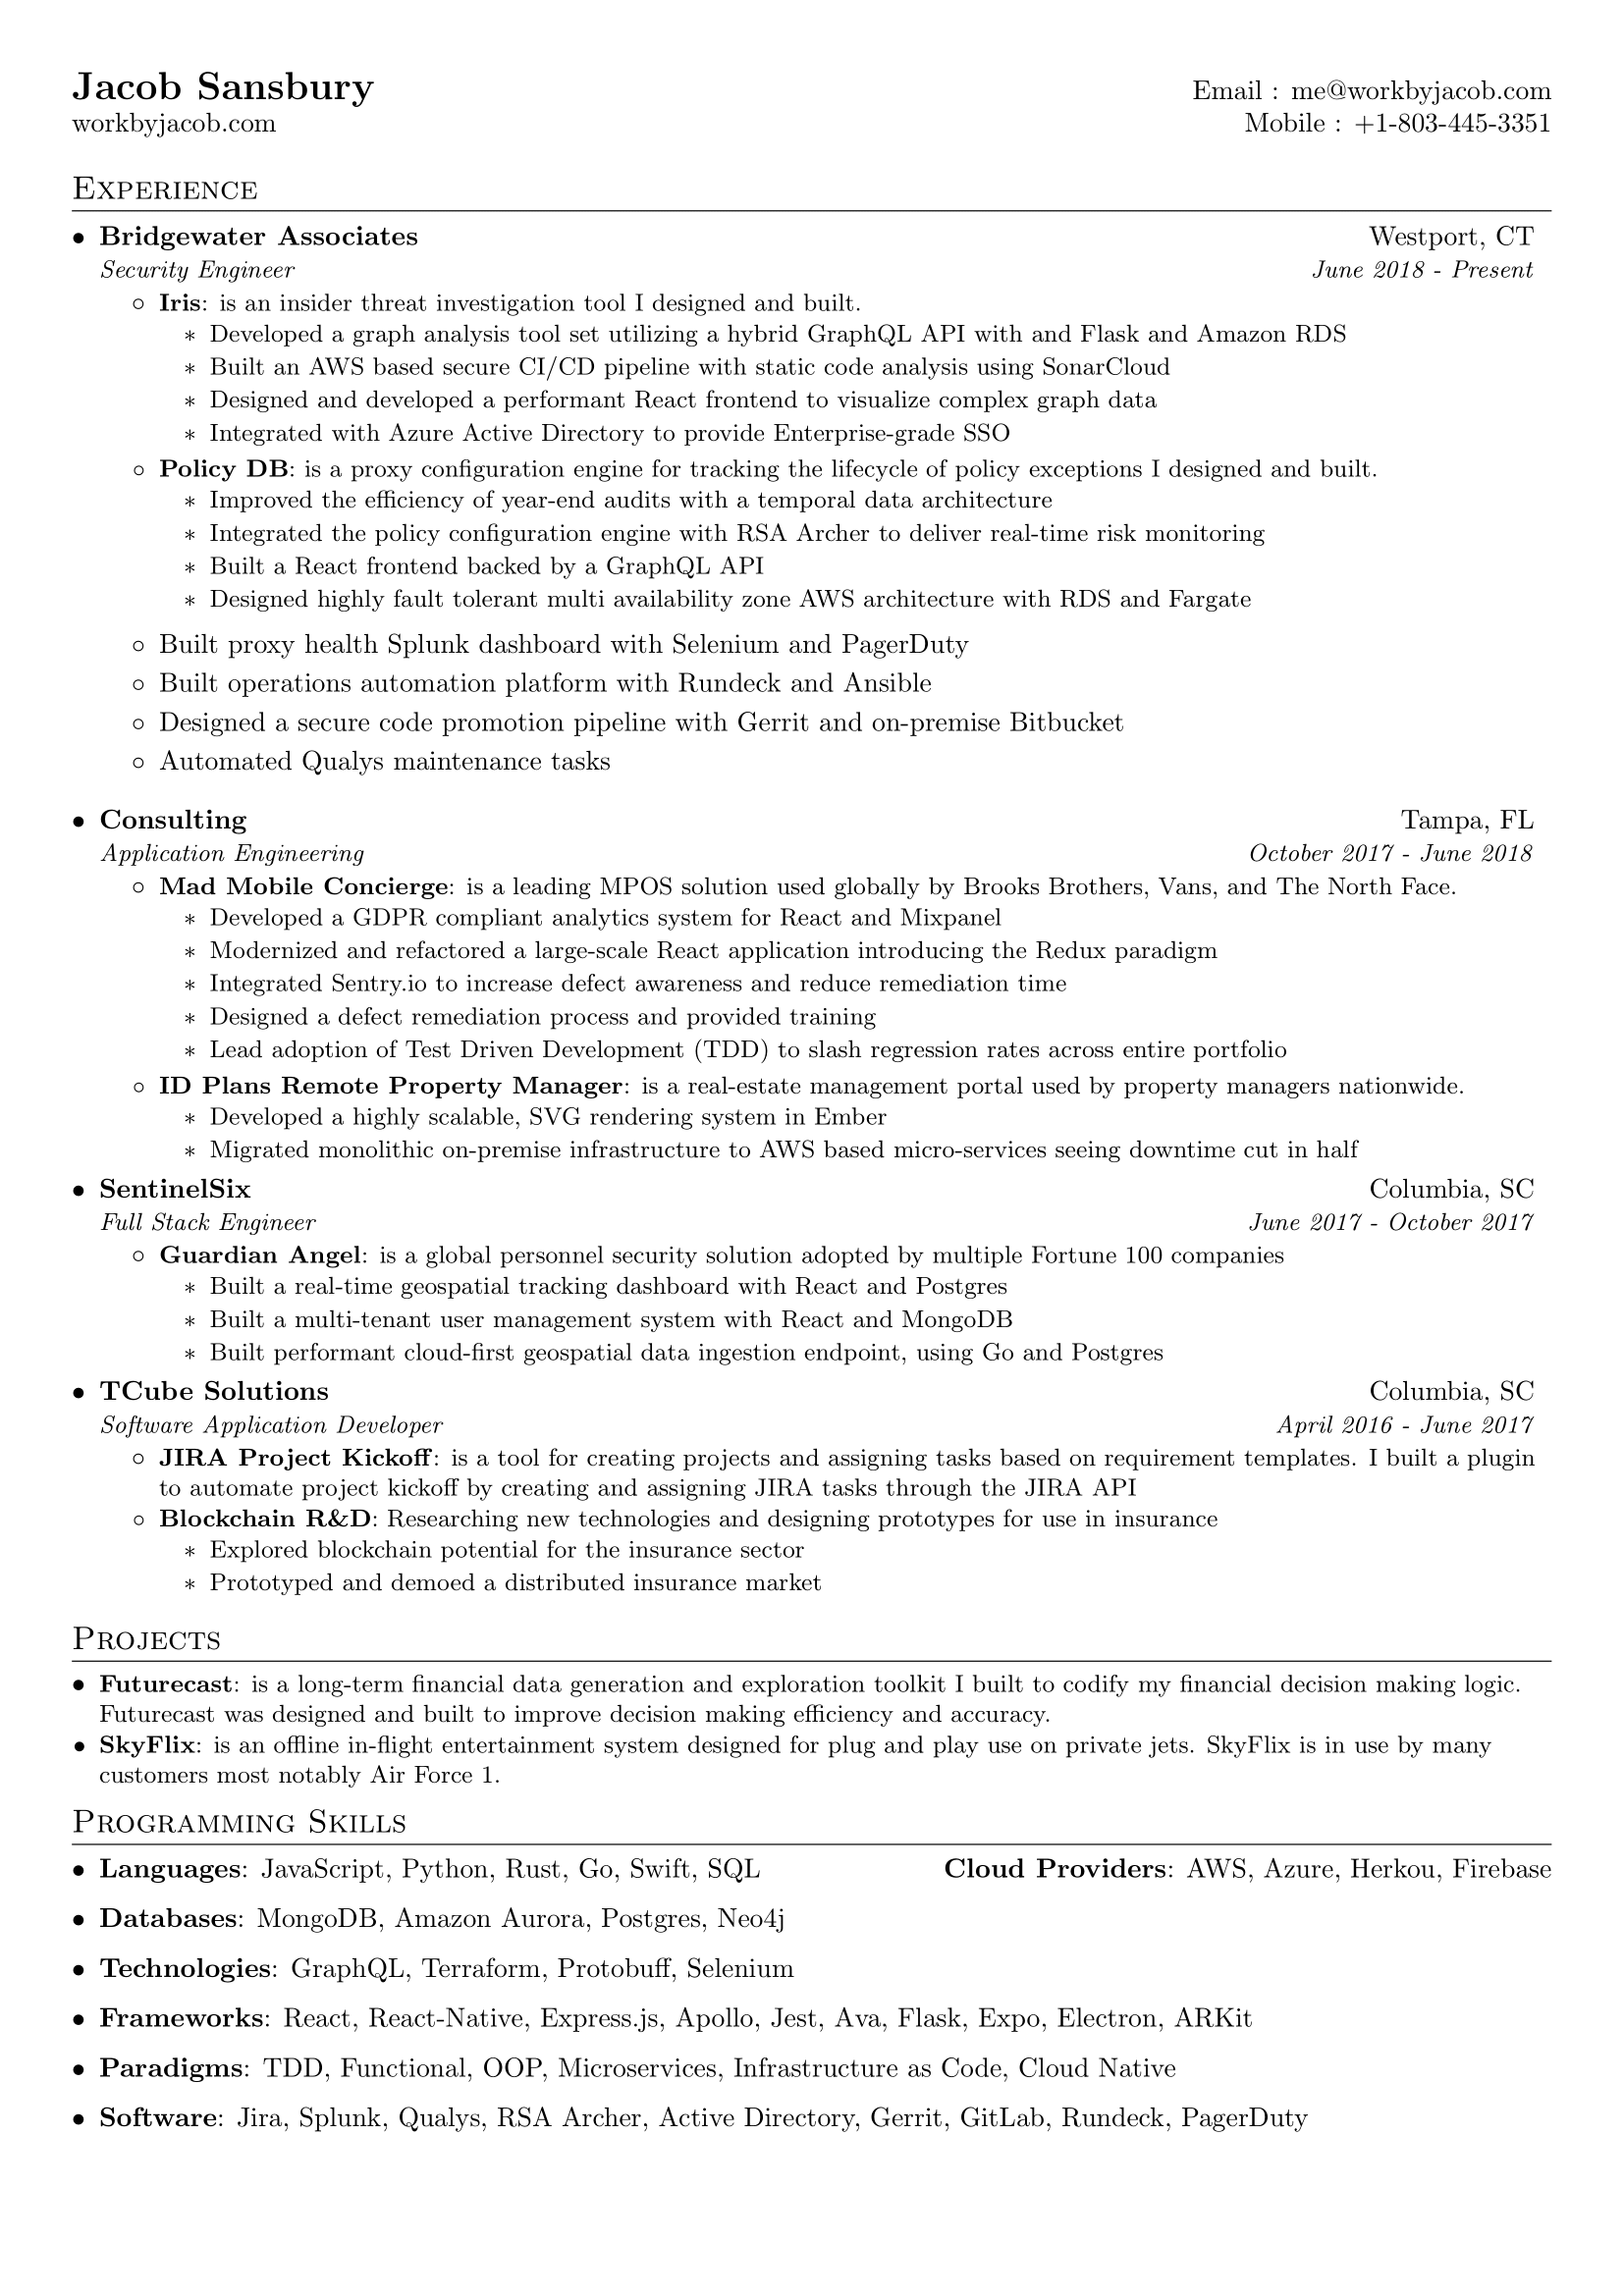 Jacob Sansbury
Email : me@workbyjacob.com
workbyjacob.com
Mobile : +1-803-445-3351
Experience
• Bridgewater Associates
Westport, CT
Security Engineer
June 2018 - Present
◦ Iris: is an insider threat investigation tool I designed and built.
∗ Developed a graph analysis tool set utilizing a hybrid GraphQL API with and Flask and Amazon RDS
∗ Built an AWS based secure CI/CD pipeline with static code analysis using SonarCloud
∗ Designed and developed a performant React frontend to visualize complex graph data
∗ Integrated with Azure Active Directory to provide Enterprise-grade SSO
◦ Policy DB: is a proxy configuration engine for tracking the lifecycle of policy exceptions I designed and built.
∗ Improved the efficiency of year-end audits with a temporal data architecture
∗ Integrated the policy configuration engine with RSA Archer to deliver real-time risk monitoring
∗ Built a React frontend backed by a GraphQL API
∗ Designed highly fault tolerant multi availability zone AWS architecture with RDS and Fargate
◦ Built proxy health Splunk dashboard with Selenium and PagerDuty
◦ Built operations automation platform with Rundeck and Ansible
◦ Designed a secure code promotion pipeline with Gerrit and on-premise Bitbucket
◦ Automated Qualys maintenance tasks
• Consulting
Tampa, FL
Application Engineering
October 2017 - June 2018
◦ Mad Mobile Concierge: is a leading MPOS solution used globally by Brooks Brothers, Vans, and The North Face.
∗ Developed a GDPR compliant analytics system for React and Mixpanel
∗ Modernized and refactored a large-scale React application introducing the Redux paradigm
∗ Integrated Sentry.io to increase defect awareness and reduce remediation time
∗ Designed a defect remediation process and provided training
∗ Lead adoption of Test Driven Development (TDD) to slash regression rates across entire portfolio
◦ ID Plans Remote Property Manager: is a real-estate management portal used by property managers nationwide.
∗ Developed a highly scalable, SVG rendering system in Ember
∗ Migrated monolithic on-premise infrastructure to AWS based micro-services seeing downtime cut in half
• SentinelSix
Columbia, SC
Full Stack Engineer
June 2017 - October 2017
◦ Guardian Angel: is a global personnel security solution adopted by multiple Fortune 100 companies
∗ Built a real-time geospatial tracking dashboard with React and Postgres
∗ Built a multi-tenant user management system with React and MongoDB
∗ Built performant cloud-first geospatial data ingestion endpoint, using Go and Postgres
• TCube Solutions
Columbia, SC
Software Application Developer
April 2016 - June 2017
◦ JIRA Project Kickoff: is a tool for creating projects and assigning tasks based on requirement templates. I built a plugin
to automate project kickoff by creating and assigning JIRA tasks through the JIRA API
◦ Blockchain R&D: Researching new technologies and designing prototypes for use in insurance
∗ Explored blockchain potential for the insurance sector
∗ Prototyped and demoed a distributed insurance market
Projects
• Futurecast: is a long-term financial data generation and exploration toolkit I built to codify my financial decision making logic.
Futurecast was designed and built to improve decision making efficiency and accuracy.
• SkyFlix: is an offline in-flight entertainment system designed for plug and play use on private jets. SkyFlix is in use by many
customers most notably Air Force 1.
Programming Skills
• Languages: JavaScript, Python, Rust, Go, Swift, SQL
Cloud Providers: AWS, Azure, Herkou, Firebase
• Databases: MongoDB, Amazon Aurora, Postgres, Neo4j
• Technologies: GraphQL, Terraform, Protobuff, Selenium
• Frameworks: React, React-Native, Express.js, Apollo, Jest, Ava, Flask, Expo, Electron, ARKit
• Paradigms: TDD, Functional, OOP, Microservices, Infrastructure as Code, Cloud Native
• Software: Jira, Splunk, Qualys, RSA Archer, Active Directory, Gerrit, GitLab, Rundeck, PagerDuty